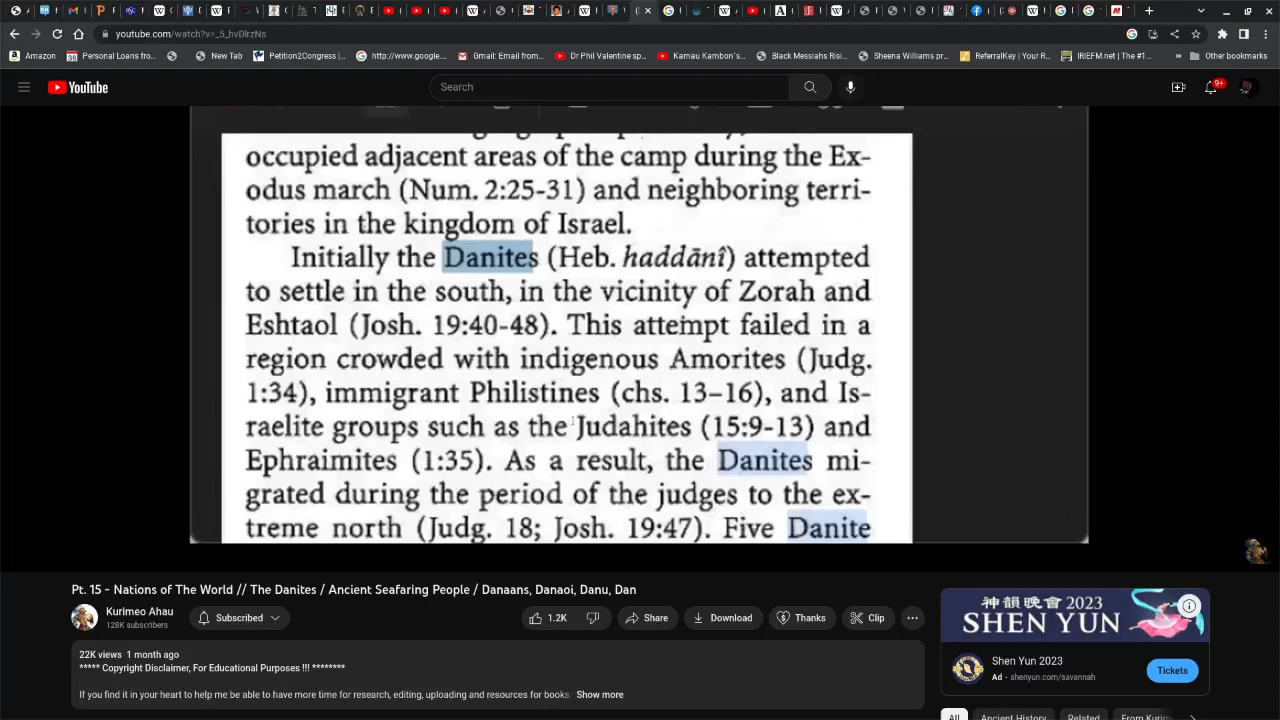 youtube.com/watch?v=_5_hvDlrzNs
Amazon
Personal Loans fro...
New Tab
Petition2Congress |...
http://www.google...
Gmail: Email from...
Dr Phil Valentine sp...
Kamau Kambon's...
Black Messiahs Risi...
Sheena Williams pr...
ReferralKey | Your R...
IRIEFM.net | The #1...
»
Other bookmarks
YouTube
Search
9+
occupied adjacent areas of the camp during the Ex-
odus march (Num. 2:25-31) and neighboring terri-
tories in the kingdom of Israel.
Initially the Danites (Heb. haddānî) attempted
to settle in the south, in the vicinity of Zorah and
Eshtaol (Josh. 19:40-48). This attempt failed in a
region crowded with indigenous Amorites (Judg.
1:34), immigrant Philistines (chs. 13–16), and Is-
raelite groups such as the Judahites (15:9-13) and
Ephraimites (1:35). As a result, the Danites mi-
grated during the period of the judges to the ex-
treme north (Judg. 18; Josh. 19:47). Five Danite
Pt. 15 - Nations of The World // The Danites / Ancient Seafaring People / Danaans, Danaoi, Danu, Dan
Kurimeo Ahau
128K subscribers
Subscribed
1.2K
Share
Download
Thanks
Clip
22K views 1 month ago
***** Copyright Disclaimer, For Educational Purposes !!! ********
If you find it in your heart to help me be able to have more time for research, editing, uploading and resources for books. Show more
神韻晚會 2023
SHEN YUN
Shen Yun 2023
Ad · shenyun.com/savannah
Tickets
All
Ancient History
Related
From Kurim